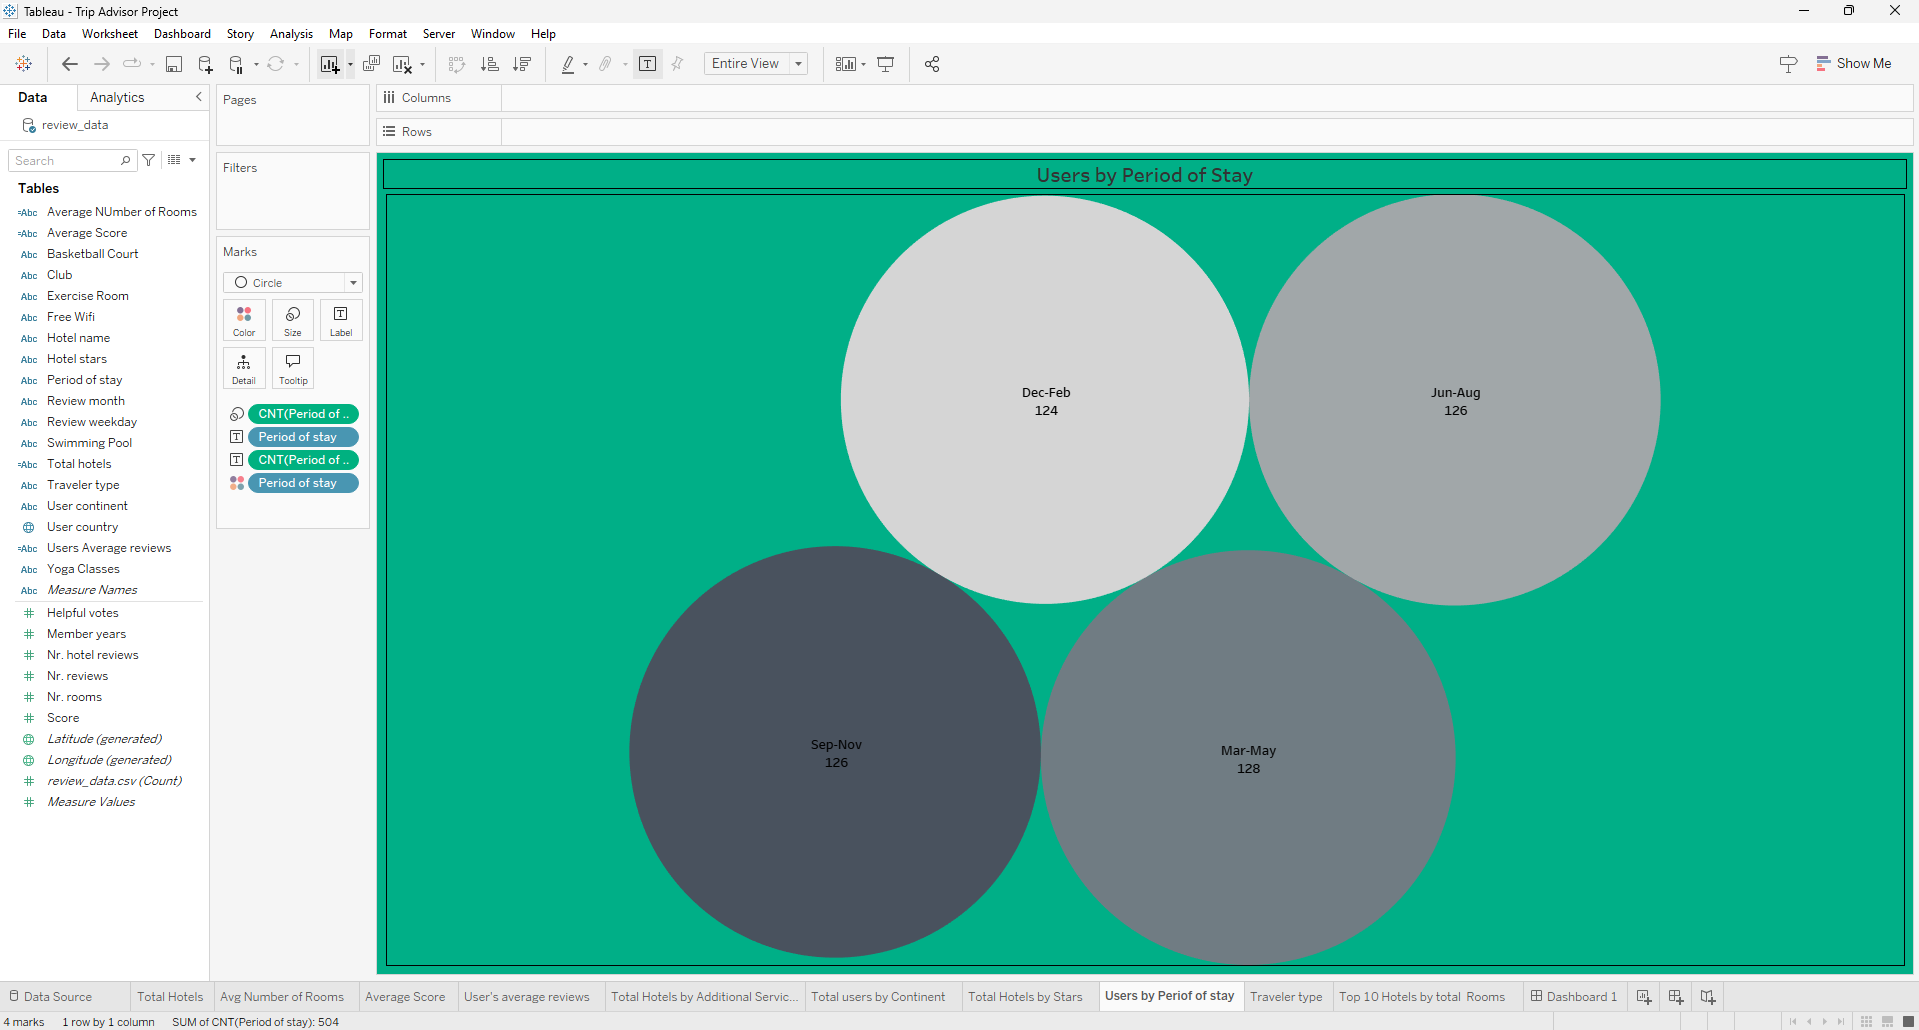 Tableau - Trip Advisor Project
File Data Worksheet Dashboard Story Analysis Map Format Server Window Help
Entire View
Show Me
Data Analytics
review_data
Search
Tables
Average NUmber of Rooms
Average Score
Basketball Court
Club
Exercise Room
Free Wifi
Hotel name
Hotel stars
Period of stay
Review month
Review weekday
Swimming Pool
Total hotels
Traveler type
User continent
User country
Users Average reviews
Yoga Classes
Measure Names
Helpful votes
Member years
Nr. hotel reviews
Nr. reviews
Nr. rooms
Score
Latitude (generated)
Longitude (generated)
review_data.csv (Count)
Measure Values
Pages
Filters
Marks
Circle
Color Size Label
Detail Tooltip
CNT(Period of ..
Period of stay
CNT(Period of ..
Period of stay
Columns
Rows
Users by Period of Stay
Dec-Feb
124
Jun-Aug
126
Sep-Nov
126
Mar-May
128
Data Source Total Hotels Avg Number of Rooms Average Score User's average reviews Total Hotels by Additional Servic... Total users by Continent Total Hotels by Stars Users by Periof of stay Traveler type Top 10 Hotels by total Rooms Dashboard 1
4 marks 1 row by 1 column SUM of CNT(Period of stay): 504